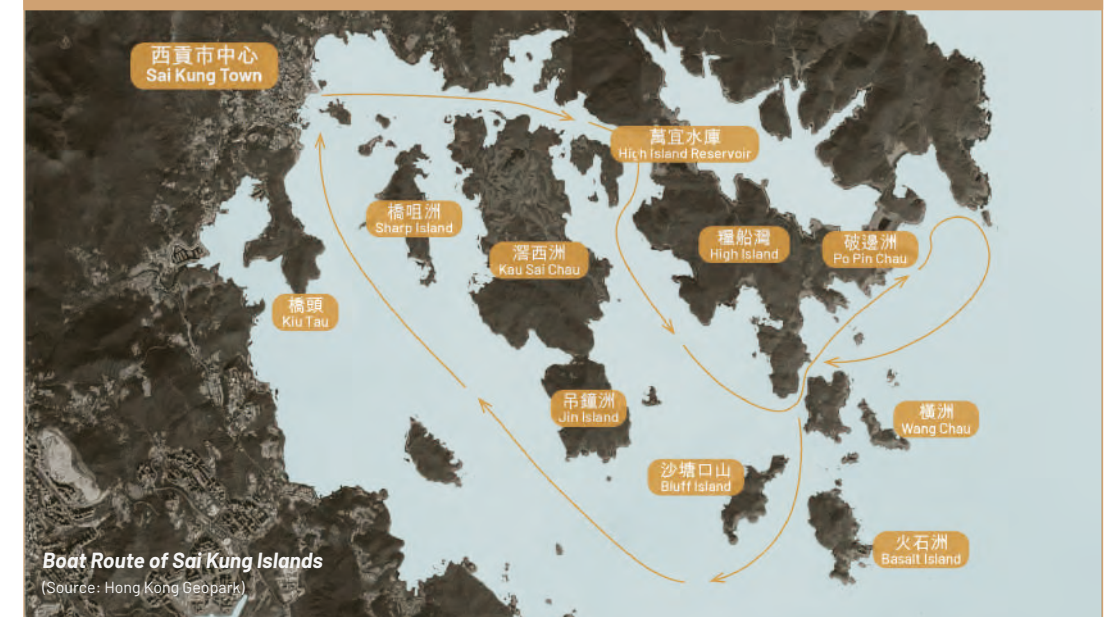 西貢市中心
Sai Kung Town
萬宜水庫
High Island Reservoir
橋咀洲
Sharp Island
滘西洲
Kau Sai Chau
糧船灣
High Island
破邊洲
Po Pin Chau
橋頭
Kiu Tau
吊鐘洲
Jin Island
橫洲
Wang Chau
沙塘口山
Bluff Island
火石洲
Basalt Island
Boat Route of Sai Kung Islands
(Source: Hong Kong Geopark)